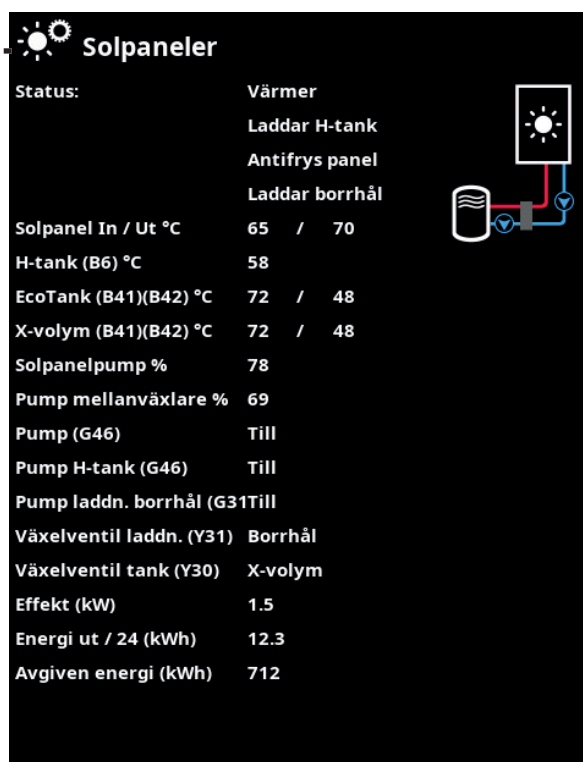 Solpaneler
Status: Värmer
Laddar H-tank
Antifrys panel
Laddar borrhål
Solpanel In / Ut °C 65 / 70
H-tank (B6) °C 58
EcoTank (B41)(B42) °C 72 / 48
X-volym (B41)(B42) °C 72 / 48
Solpanelpump % 78
Pump mellanväxlare % 69
Pump (G46) Till
Pump H-tank (G46) Till
Pump laddn. borrhål (G31Till
Växelventil laddn. (Y31) Borrhål
Växelventil tank (Y30) X-volym
Effekt (kW) 1.5
Energi ut / 24 (kWh) 12.3
Avgiven energi (kWh) 712